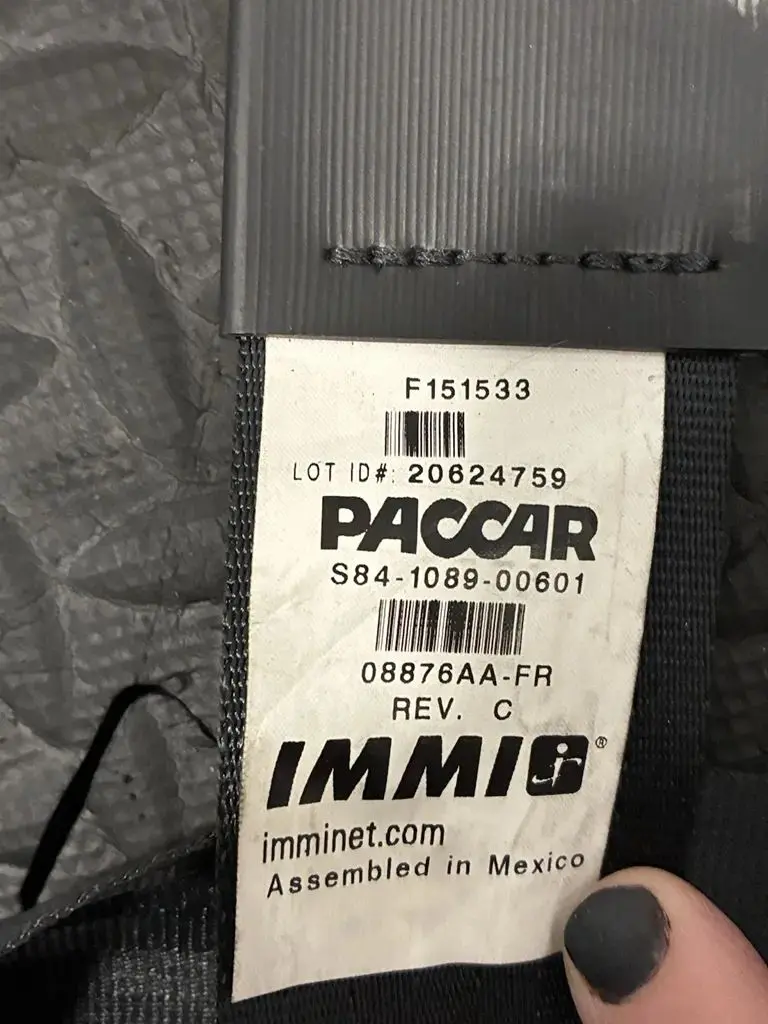 F151533
LOT ID#: 20624759
PACCAR
S84-1089-00601
08876AA-FR
REV. C
IMMI ®
imminet.com
Assembled in Mexico